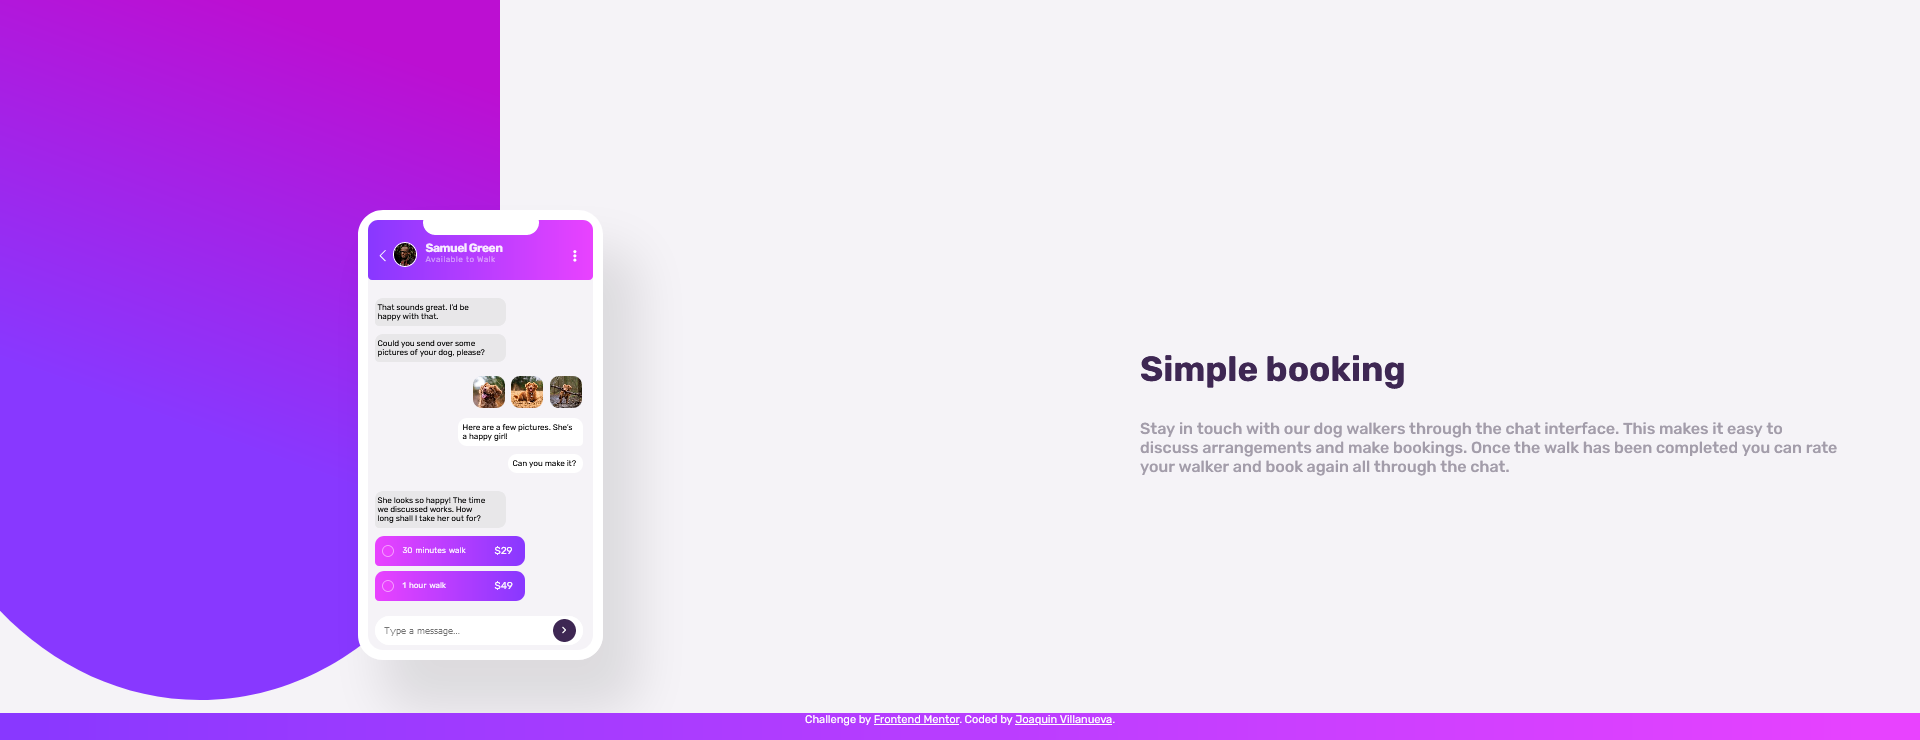 Samuel Green
Available to Walk
That sounds great. I'd be
happy with that.
Could you send over some
pictures of your dog, please?
Here are a few pictures. She's
a happy girl!
Can you make it?
She looks so happy! The time
we discussed works. How
long shall I take her out for?
30 minutes walk $29
1 hour walk $49
Type a message...
Simple booking
Stay in touch with our dog walkers through the chat interface. This makes it easy to
discuss arrangements and make bookings. Once the walk has been completed you can rate
your walker and book again all through the chat.
Challenge by Frontend Mentor. Coded by Joaquin Villanueva.